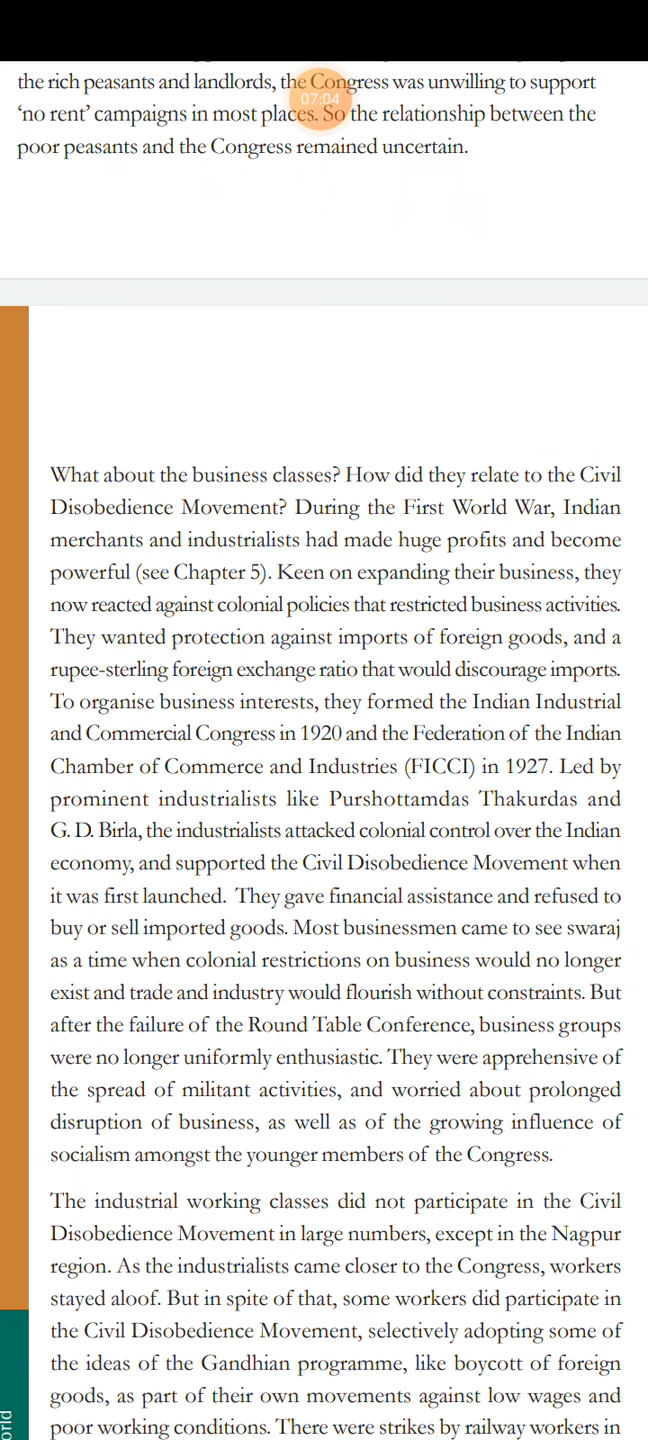 the rich peasants and landlords, the Congress was unwilling to support
07:04
‘no rent’ campaigns in most places. So the relationship between the
poor peasants and the Congress remained uncertain.
What about the business classes? How did they relate to the Civil
Disobedience Movement? During the First World War, Indian
merchants and industrialists had made huge profits and become
powerful (see Chapter 5). Keen on expanding their business, they
now reacted against colonial policies that restricted business activities.
They wanted protection against imports of foreign goods, and a
rupee-sterling foreign exchange ratio that would discourage imports.
To organise business interests, they formed the Indian Industrial
and Commercial Congress in 1920 and the Federation of the Indian
Chamber of Commerce and Industries (FICCI) in 1927. Led by
prominent industrialists like Purshottamdas Thakurdas and
G. D. Birla, the industrialists attacked colonial control over the Indian
economy, and supported the Civil Disobedience Movement when
it was first launched. They gave financial assistance and refused to
buy or sell imported goods. Most businessmen came to see swaraj
as a time when colonial restrictions on business would no longer
exist and trade and industry would flourish without constraints. But
after the failure of the Round Table Conference, business groups
were no longer uniformly enthusiastic. They were apprehensive of
the spread of militant activities, and worried about prolonged
disruption of business, as well as of the growing influence of
socialism amongst the younger members of the Congress.
The industrial working classes did not participate in the Civil
Disobedience Movement in large numbers, except in the Nagpur
region. As the industrialists came closer to the Congress, workers
stayed aloof. But in spite of that, some workers did participate in
the Civil Disobedience Movement, selectively adopting some of
the ideas of the Gandhian programme, like boycott of foreign
goods, as part of their own movements against low wages and
poor working conditions. There were strikes by railway workers in